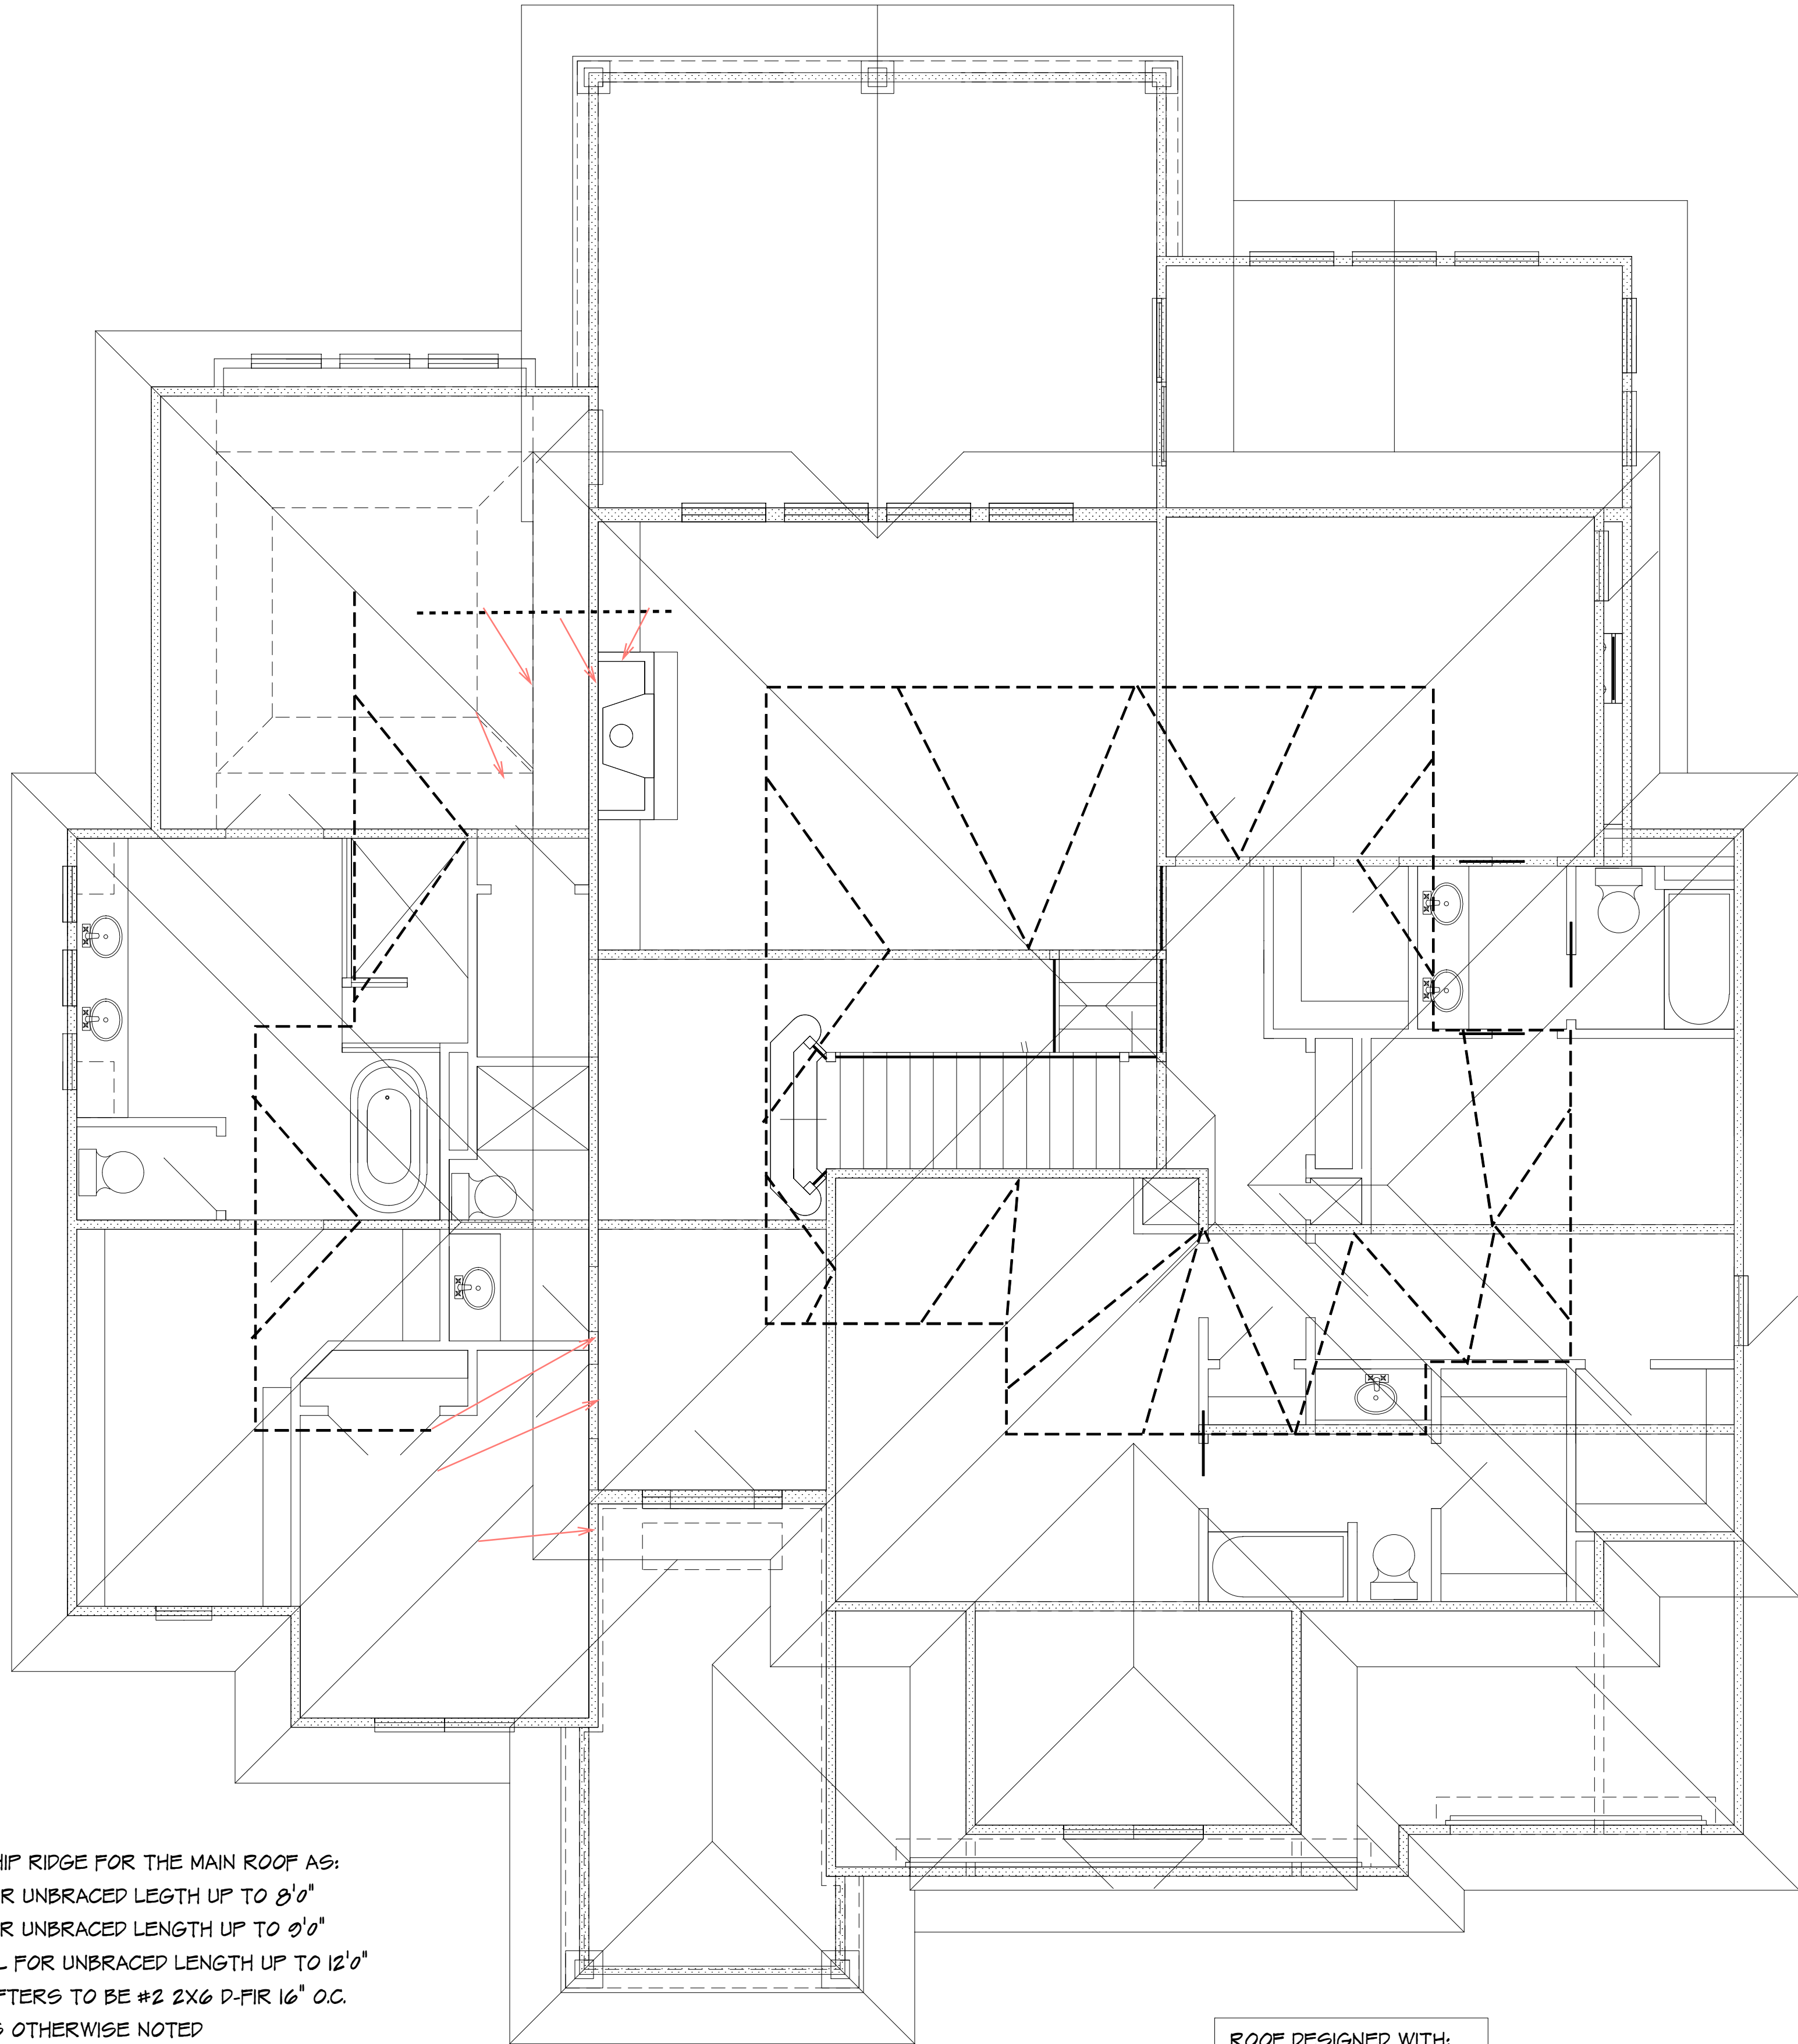 HIP RIDGE FOR THE MAIN ROOF AS:
R UNBRACED LEGTH UP TO 8'0"
R UNBRACED LENGTH UP TO 9'0"
L FOR UNBRACED LENGTH UP TO 12'0"
FTERS TO BE #2 2X6 D-FIR 16" O.C.
S OTHERWISE NOTED
ROOF DESIGNED WITH: